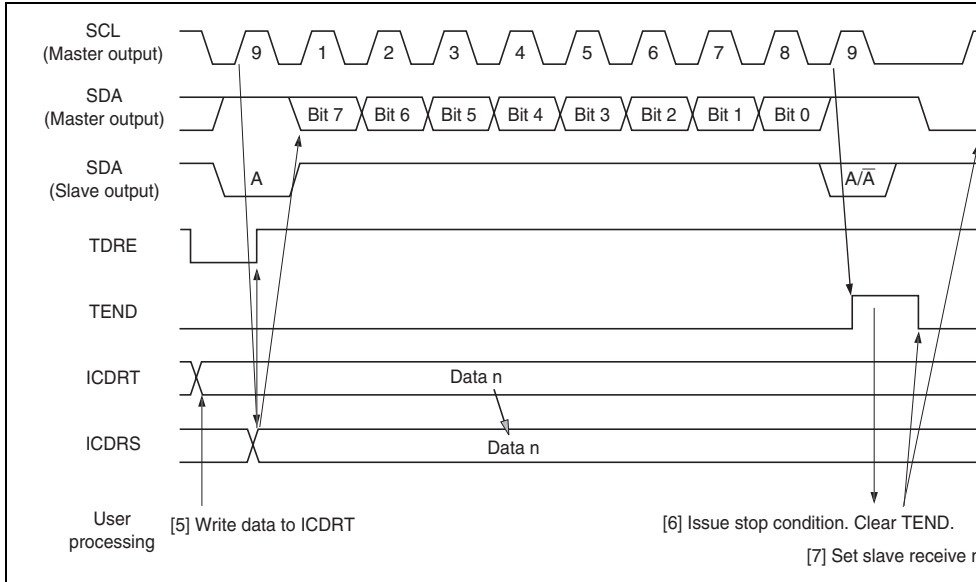 SCL
(Master output)
9 1 2 3 4 5 6 7 8 9
SDA
(Master output)
Bit 7 Bit 6 Bit 5 Bit 4 Bit 3 Bit 2 Bit 1 Bit 0
SDA
(Slave output)
A A/A̅
TDRE
TEND
ICDRT
Data n
ICDRS
Data n
User
processing
[5] Write data to ICDRT
[6] Issue stop condition. Clear TEND.
[7] Set slave receive